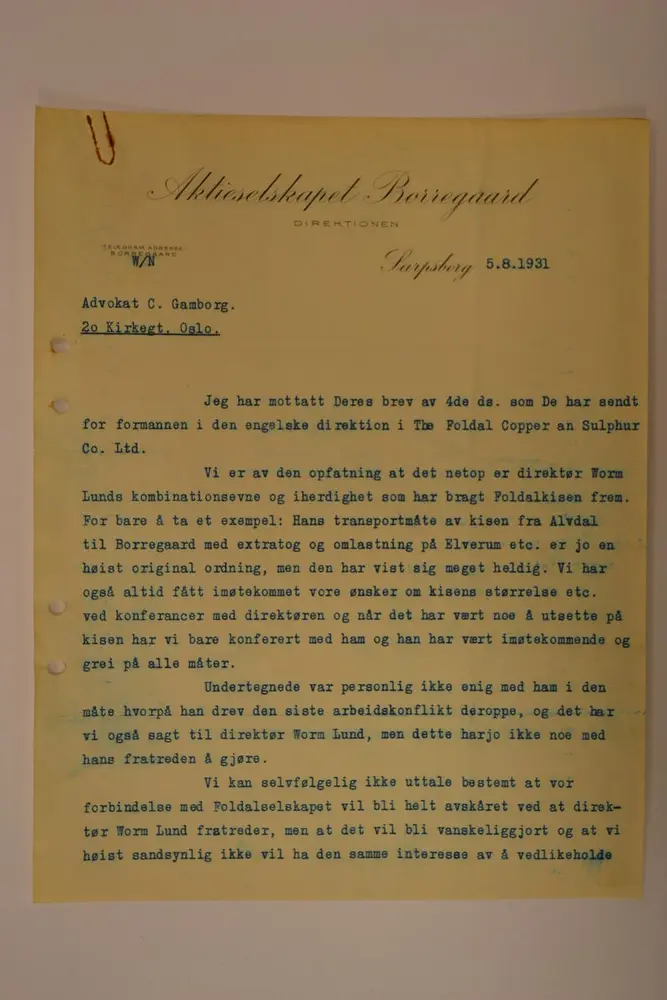 Aktieselskapet Borregaard
DIREKTIONEN
TELEGRAM ADRESSE:
BORREGAARD
W/N
Sarpsborg 5.8.1931
Advokat C. Gamborg.
2o Kirkegt. Oslo.
Jeg har mottatt Deres brev av 4de ds. som De har sendt
for formannen i den engelske direktion i The Foldal Copper an Sulphur
Co. Ltd.
Vi er av den opfatning at det netop er direktør Worm
Lunds kombinationsevne og iherdighet som har bragt Foldalkisen frem.
For bare å ta et exempel: Hans transportmåte av kisen fra Alvdal
til Borregaard med extratog og omlastning på Elverum etc. er jo en
høist original ordning, men den har vist sig meget heldig. Vi har
også altid fått imøtekommet vore ønsker om kisens størrelse etc.
ved konferancer med direktøren og når det har vært noe å utsette på
kisen har vi bare konferert med ham og han har vært imøtekommende og
grei på alle måter.
Undertegnede var personlig ikke enig med ham i den
måte hvorpå han drev den siste arbeidskonflikt deroppe, og det har
vi også sagt til direktør Worm Lund, men dette harjo ikke noe med
hans fratreden å gjøre.
Vi kan selvfølgelig ikke uttale bestemt at vor
forbindelse med Foldalselskapet vil bli helt avskåret ved at direk-
tør Worm Lund fratreder, men at det vil bli vanskeliggjort og at vi
høist sandsynlig ikke vil ha den samme interesse av å vedlikeholde